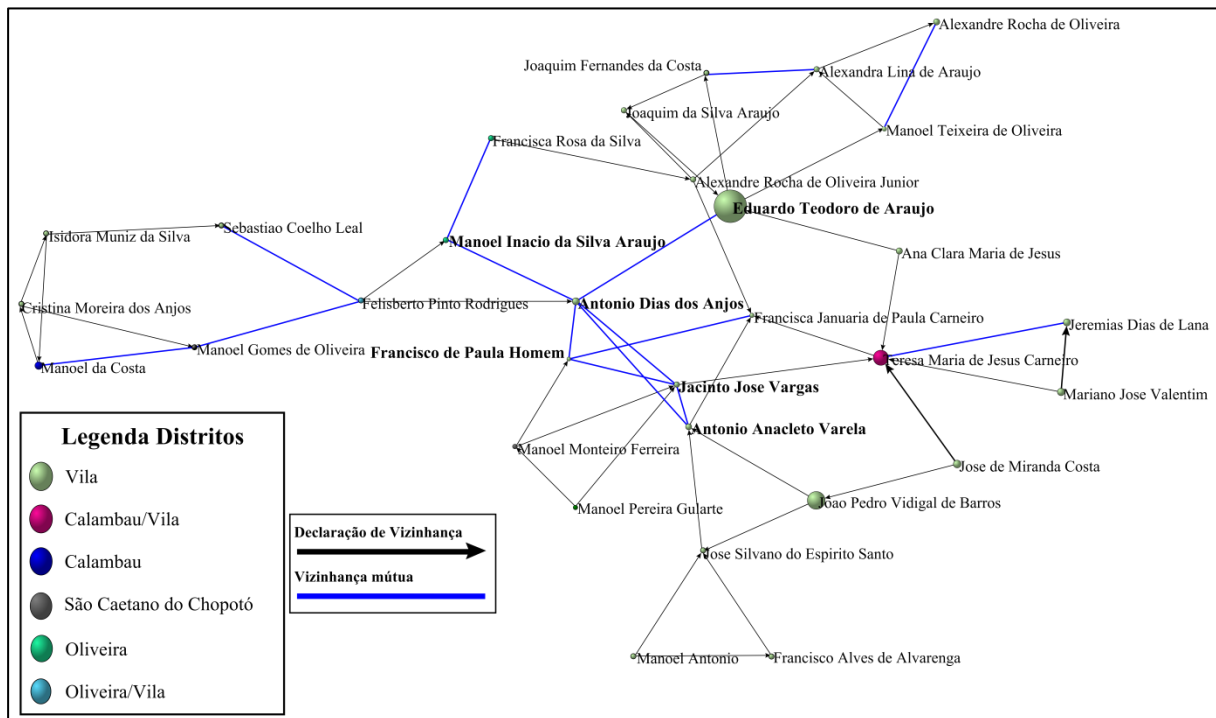 Alexandre Rocha de Oliveira
Joaquim Fernandes da Costa
Alexandra Lina de Araujo
Joaquim da Silva Araujo
Manoel Teixeira de Oliveira
Francisca Rosa da Silva
Alexandre Rocha de Oliveira Junior
Eduardo Teodoro de Araujo
Sebastiao Coelho Leal
Isidora Muniz da Silva
Manoel Inacio da Silva Araujo
Ana Clara Maria de Jesus
Cristina Moreira dos Anjos
Felisberto Pinto Rodrigues
Antonio Dias dos Anjos
Francisca Januaria de Paula Carneiro
Jeremias Dias de Lana
Manoel Gomes de Oliveira
Francisco de Paula Homem
Teresa Maria de Jesus Carneiro
Manoel da Costa
Jacinto Jose Vargas
Mariano Jose Valentim
Antonio Anacleto Varela
Manoel Monteiro Ferreira
Jose de Miranda Costa
Manoel Pereira Gularte
Joao Pedro Vidigal de Barros
Jose Silvano do Espirito Santo
Manoel Antonio
Francisco Alves de Alvarenga
Legenda Distritos
Vila
Calambau/Vila
Calambau
São Caetano do Chopotó
Oliveira
Oliveira/Vila
Declaração de Vizinhança
Vizinhança mútua